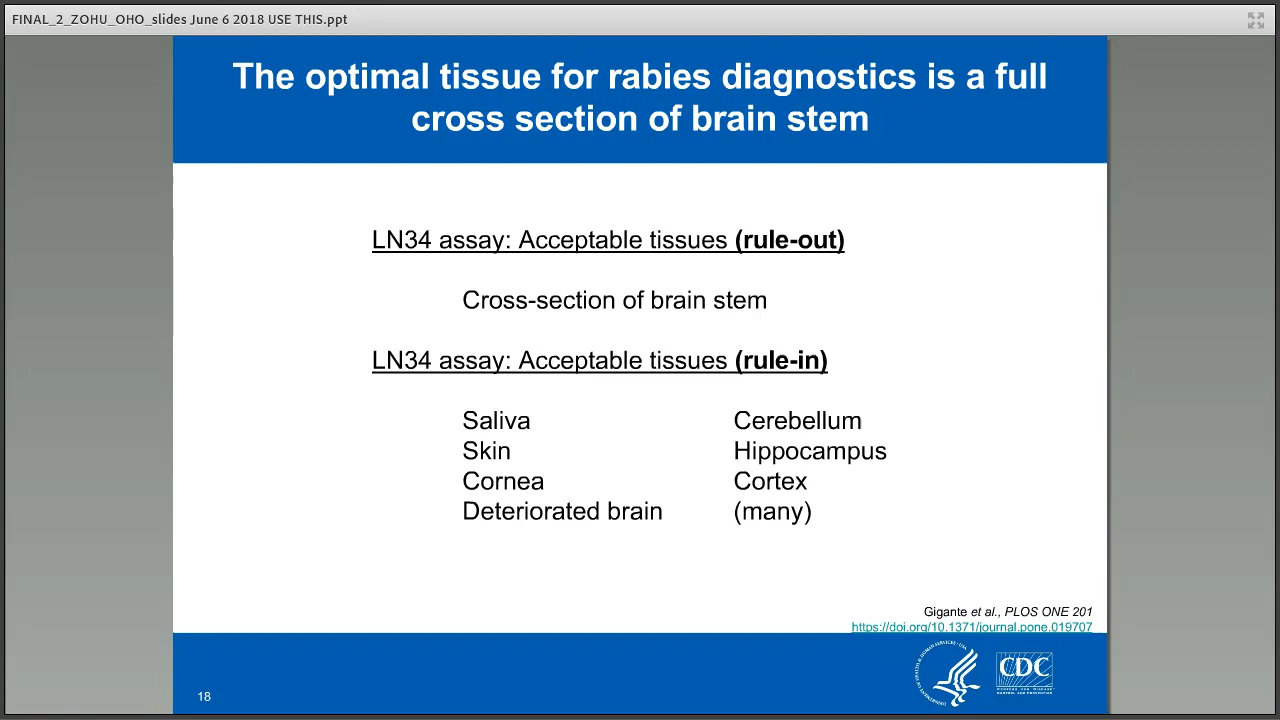 FINAL_2_ZOHU_OHO_slides June 6 2018 USE THIS.ppt
The optimal tissue for rabies diagnostics is a full
cross section of brain stem
LN34 assay: Acceptable tissues (rule-out)
Cross-section of brain stem
LN34 assay: Acceptable tissues (rule-in)
Saliva Cerebellum
Skin Hippocampus
Cornea Cortex
Deteriorated brain (many)
Gigante et al., PLOS ONE 201
https://doi.org/10.1371/journal.pone.019707
CDC
18